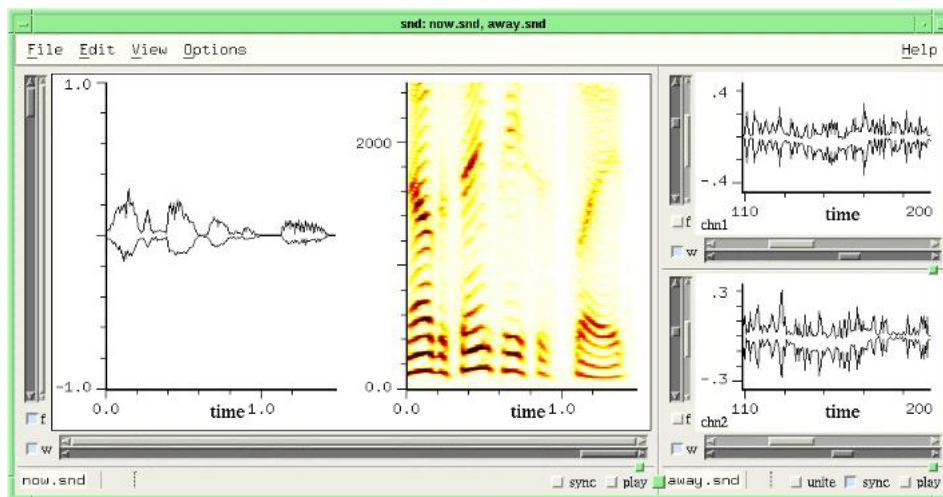 snd: now.snd, away.snd
File Edit View Options Help
1.0
-1.0
0.0 time 1.0
f
w
2000
0.0
0.0 time 1.0
now.snd sync play
.4
-.4
110 time 200
f chn1
w
.3
-.3
110 time 200
f chn2
w
away.snd unite sync play